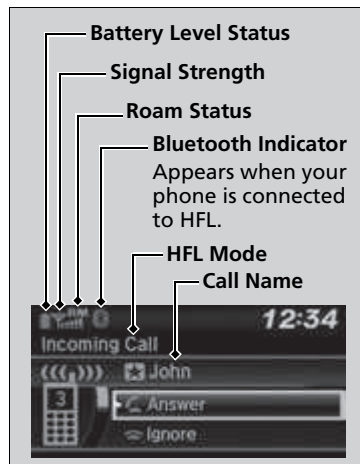 Battery Level Status
Signal Strength
Roam Status
Bluetooth Indicator
Appears when your
phone is connected
to HFL.
HFL Mode
Call Name
12:34
Incoming Call
John
3
Answer
Ignore